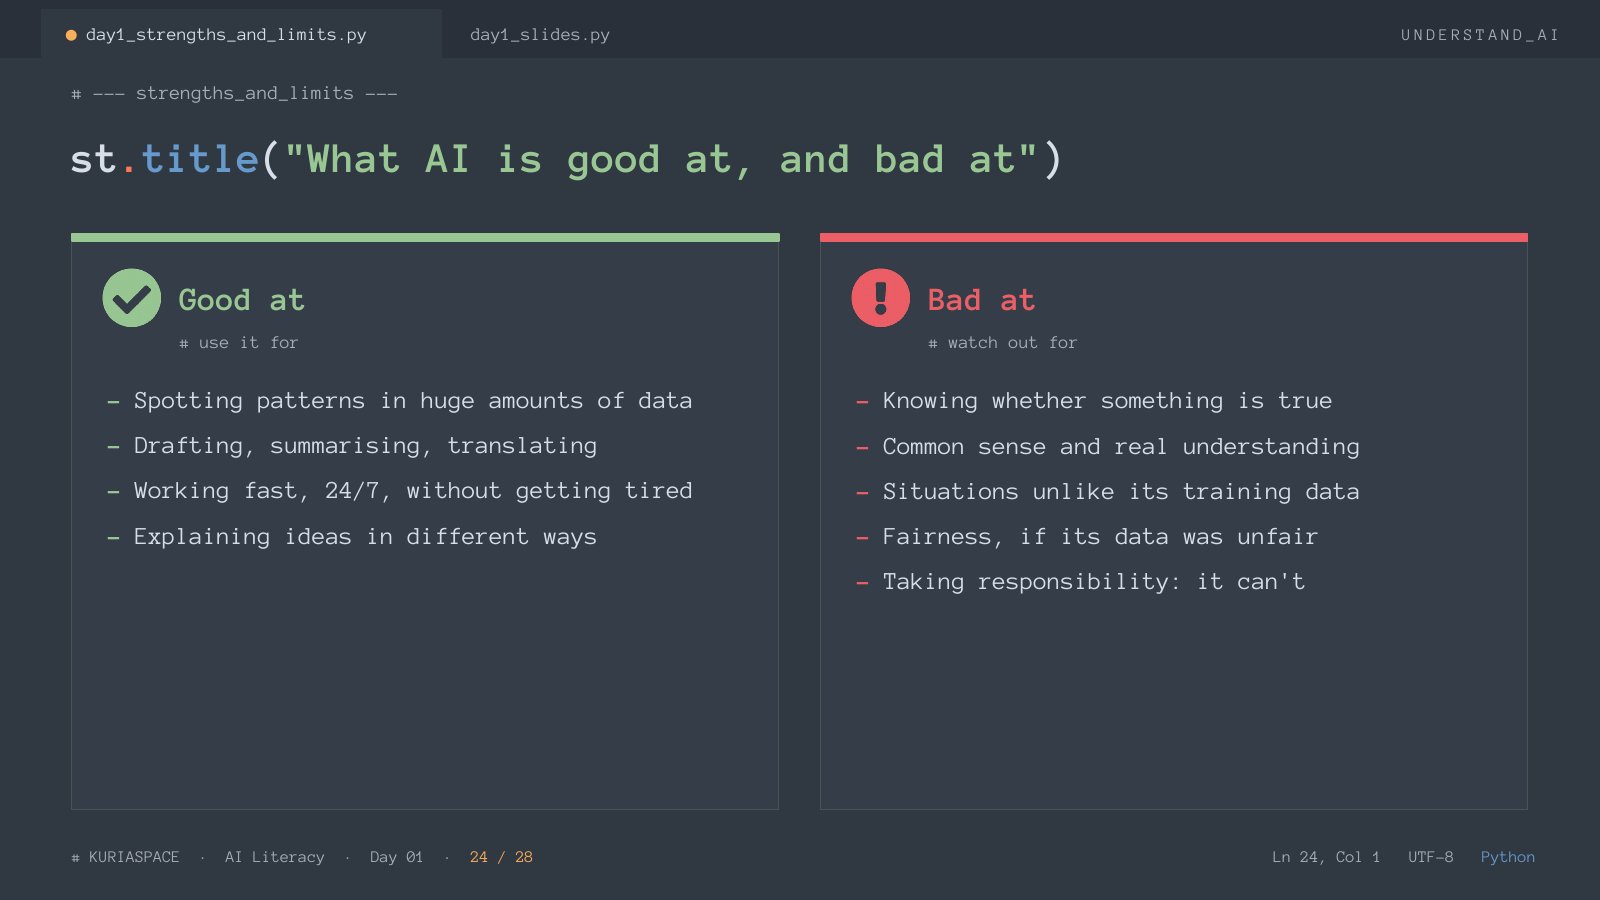 day1_strengths_and_limits.py
day1_slides.py
UNDERSTAND_AI
# --- strengths_and_limits ---
st.title("What AI is good at, and bad at")
Good at
# use it for
- Spotting patterns in huge amounts of data
- Drafting, summarising, translating
- Working fast, 24/7, without getting tired
- Explaining ideas in different ways
Bad at
# watch out for
- Knowing whether something is true
- Common sense and real understanding
- Situations unlike its training data
- Fairness, if its data was unfair
- Taking responsibility: it can't
# KURIASPACE · AI Literacy · Day 01 · 24 / 28
Ln 24, Col 1 UTF-8 Python